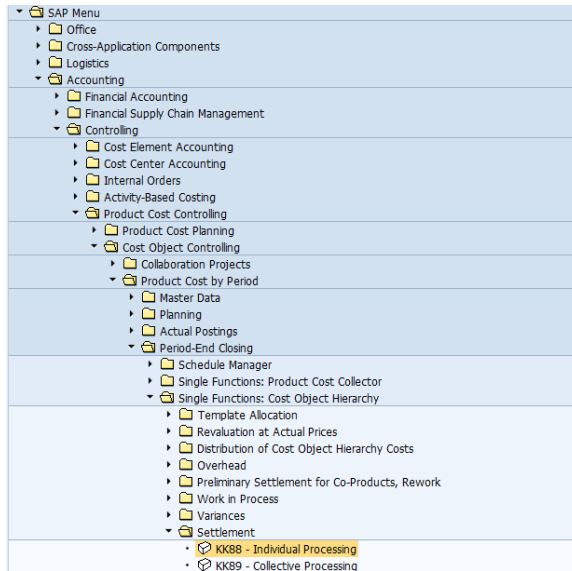 SAP Menu
Office
Cross-Application Components
Logistics
Accounting
Financial Accounting
Financial Supply Chain Management
Controlling
Cost Element Accounting
Cost Center Accounting
Internal Orders
Activity-Based Costing
Product Cost Controlling
Product Cost Planning
Cost Object Controlling
Collaboration Projects
Product Cost by Period
Master Data
Planning
Actual Postings
Period-End Closing
Schedule Manager
Single Functions: Product Cost Collector
Single Functions: Cost Object Hierarchy
Template Allocation
Revaluation at Actual Prices
Distribution of Cost Object Hierarchy Costs
Overhead
Preliminary Settlement for Co-Products, Rework
Work in Process
Variances
Settlement
KK88 - Individual Processing
KK89 - Collective Processing